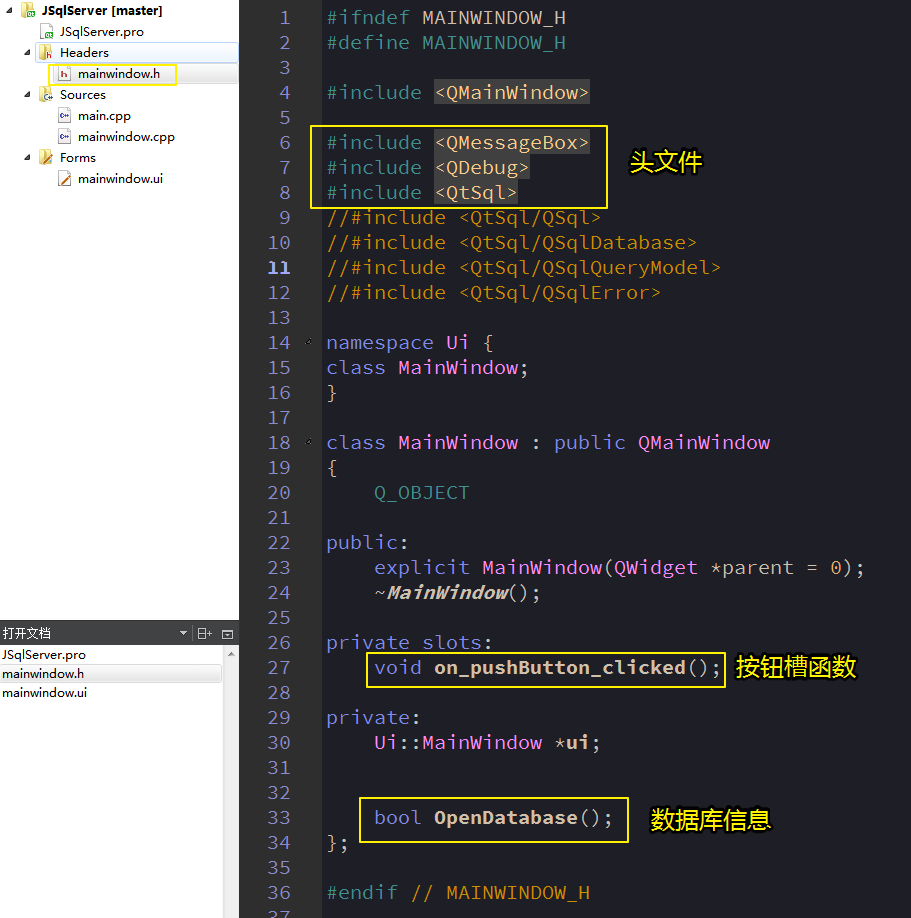 JSqlServer [master]
JSqlServer.pro
Headers
mainwindow.h
Sources
main.cpp
mainwindow.cpp
Forms
mainwindow.ui
打开文档
JSqlServer.pro
mainwindow.h
mainwindow.ui
1 #ifndef MAINWINDOW_H
2 #define MAINWINDOW_H
3
4 #include <QMainWindow>
5
6 #include <QMessageBox>
7 #include <QDebug>
头文件
8 #include <QtSql>
9 //#include <QtSql/QSql>
10 //#include <QtSql/QSqlDatabase>
11 //#include <QtSql/QSqlQueryModel>
12 //#include <QtSql/QSqlError>
13
14 namespace Ui {
15 class MainWindow;
16 }
17
18 class MainWindow : public QMainWindow
19 {
20 Q_OBJECT
21
22 public:
23 explicit MainWindow(QWidget *parent = 0);
24 ~MainWindow();
25
26 private slots:
27 void on_pushButton_clicked(); 按钮槽函数
28
29 private:
30 Ui::MainWindow *ui;
31
32
33 bool OpenDatabase(); 数据库信息
34 };
35
36 #endif // MAINWINDOW_H
37